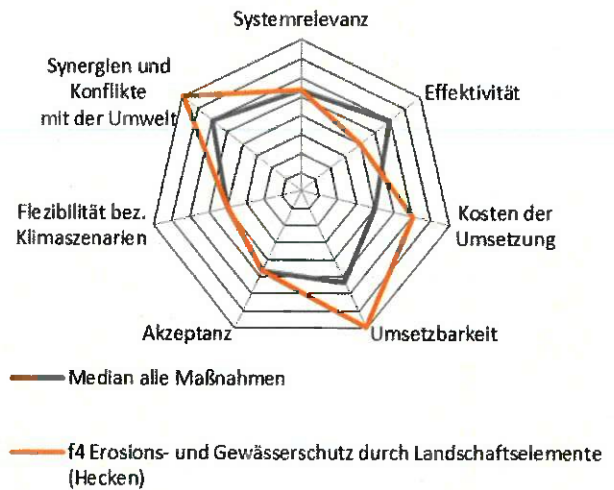 Systemrelevanz
Synergien und
Konflikte
mit der Umwelt
Effektivität
Flezibilität bez.
Klimaszenarien
Kosten der
Umsetzung
Akzeptanz
Umsetzbarkeit
Median alle Maßnahmen
f4 Erosions- und Gewässerschutz durch Landschaftselemente
(Hecken)